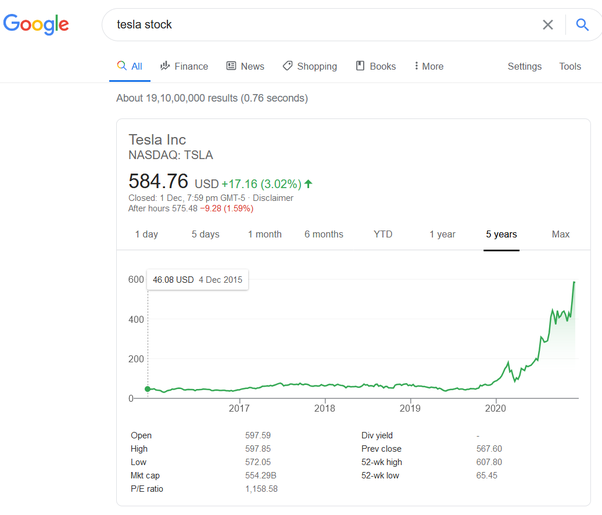 Google
tesla stock
All Finance News Shopping Books More Settings Tools
About 19,10,00,000 results (0.76 seconds)
Tesla Inc
NASDAQ: TSLA
584.76 USD +17.16 (3.02%)
Closed: 1 Dec, 7:59 pm GMT-5 · Disclaimer
After hours 575.48 −9.28 (1.59%)
1 day 5 days 1 month 6 months YTD 1 year 5 years Max
46.08 USD 4 Dec 2015
600
400
200
0
2017 2018 2019 2020
Open 597.59 Div yield -
High 597.85 Prev close 567.60
Low 572.05 52-wk high 607.80
Mkt cap 554.29B 52-wk low 65.45
P/E ratio 1,158.58